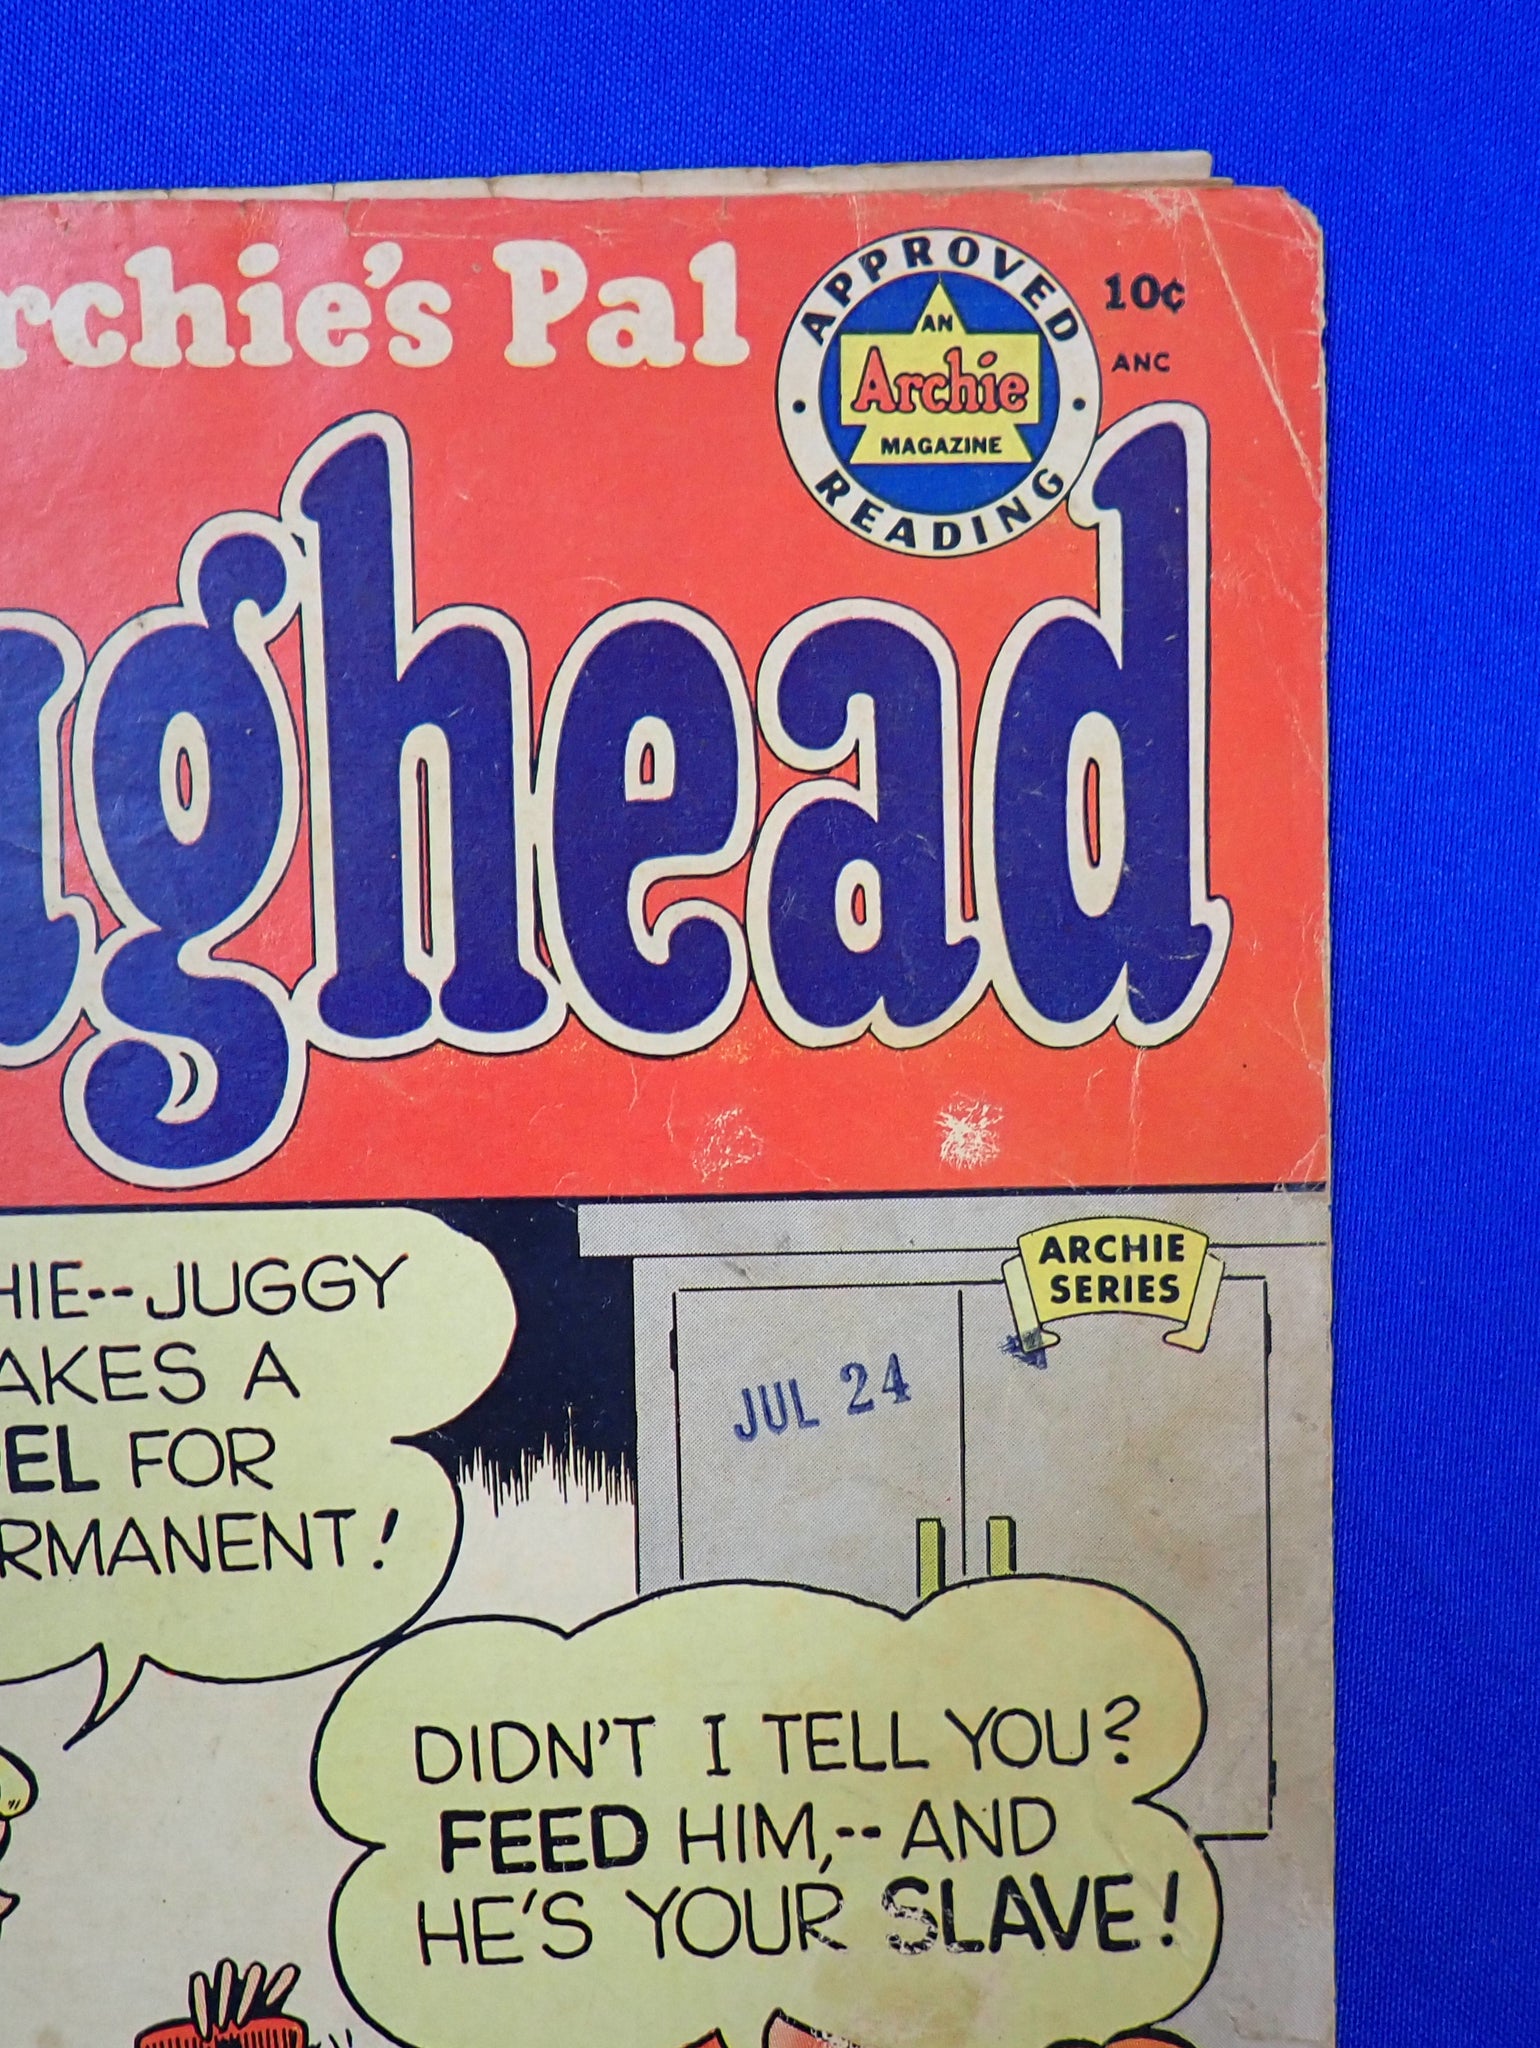 rchie's Pal
APPROVED READING
AN
Archie
MAGAZINE
10¢
ANC
ughead
ARCHIE
SERIES
JUL 24
HIE--JUGGY
AKES A
EL FOR
RMANENT!
DIDN'T I TELL YOU?
FEED HIM,--AND
HE'S YOUR SLAVE!